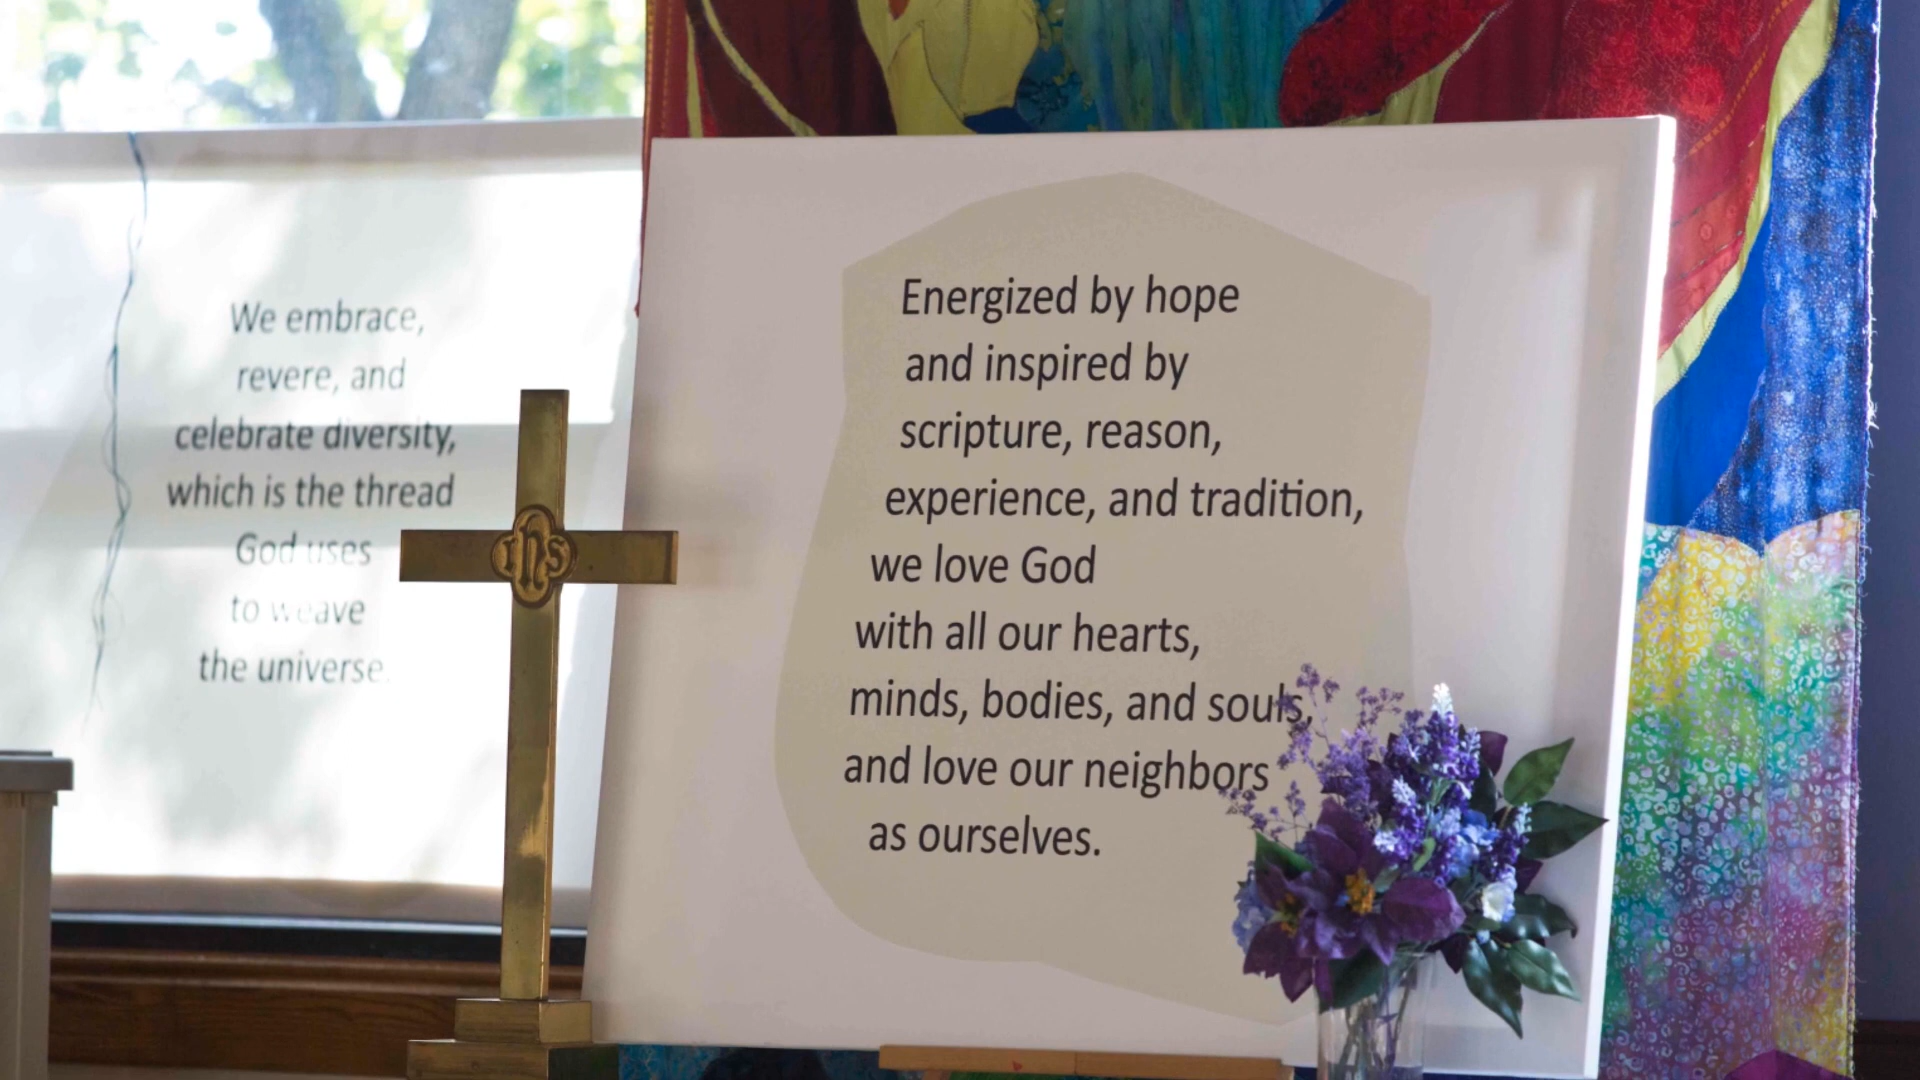 We embrace,
revere, and
celebrate diversity,
which is the thread
God uses
to weave
the universe.
IHS
Energized by hope
and inspired by
scripture, reason,
experience, and tradition,
we love God
with all our hearts,
minds, bodies, and souls,
and love our neighbors
as ourselves.